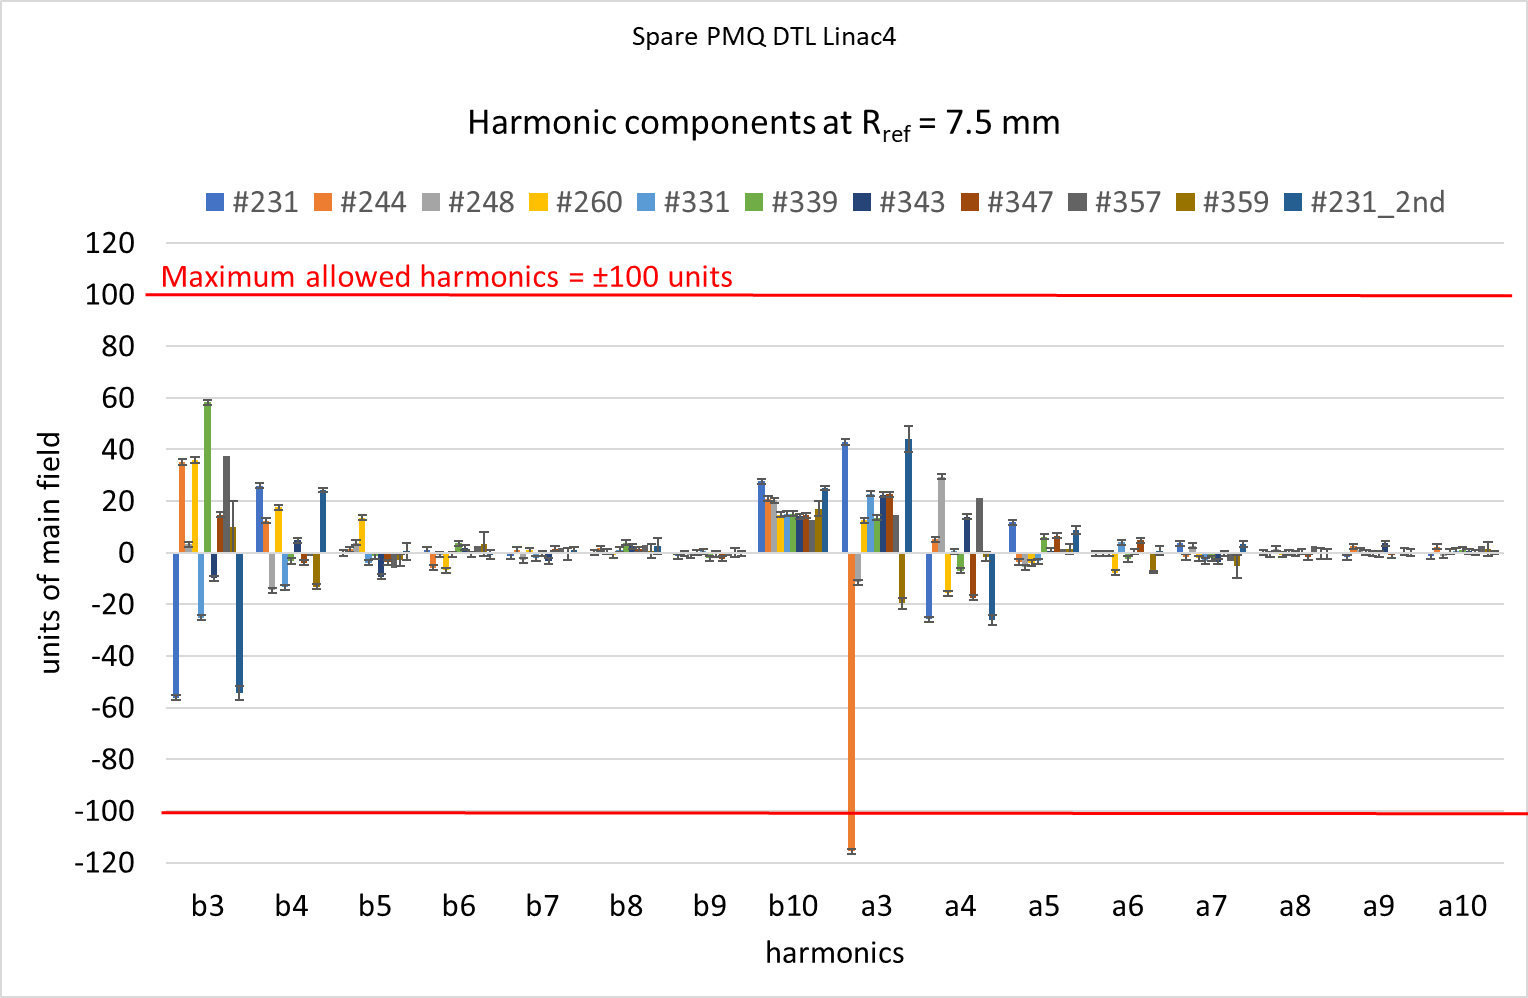 Spare PMQ DTL Linac4
Harmonic components at Rref = 7.5 mm
#231 #244 #248 #260 #331 #339 #343 #347 #357 #359 #231_2nd
120
Maximum allowed harmonics = ±100 units
100
80
60
40
20
0
-20
-40
-60
-80
-100
-120
units of main field
b3 b4 b5 b6 b7 b8 b9 b10 a3 a4 a5 a6 a7 a8 a9 a10
harmonics